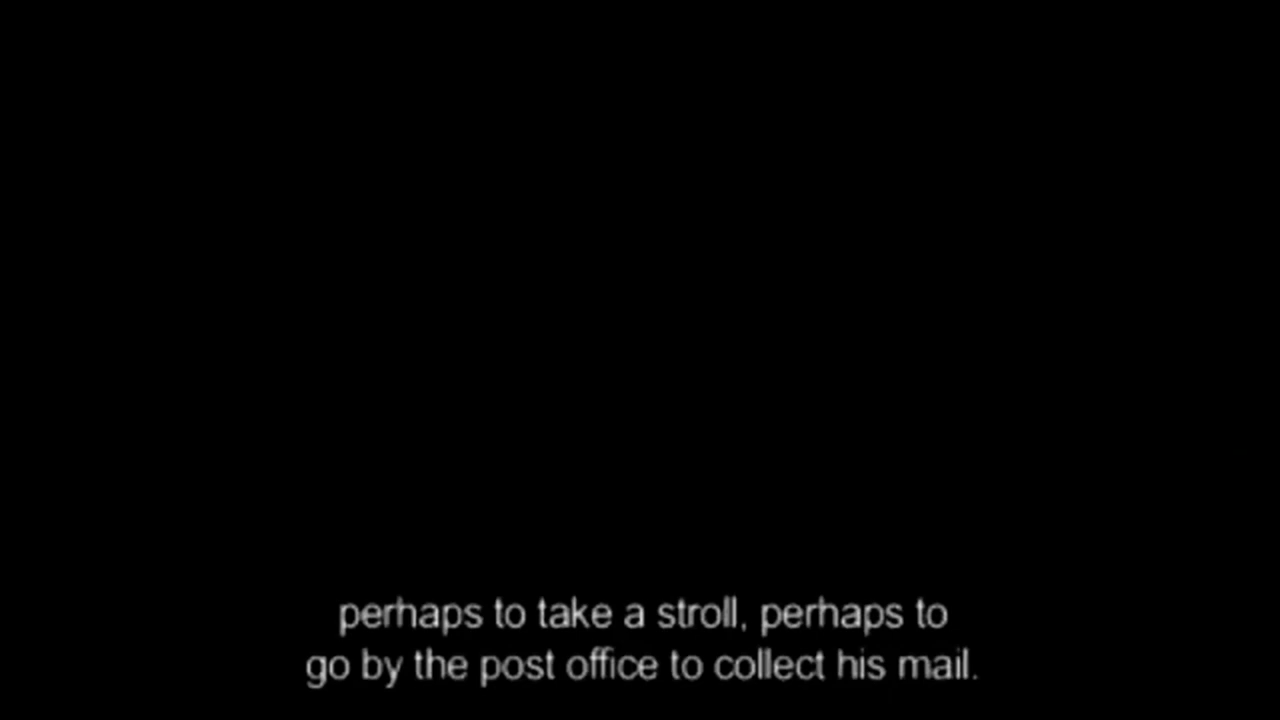 perhaps to take a stroll, perhaps to
go by the post office to collect his mail.